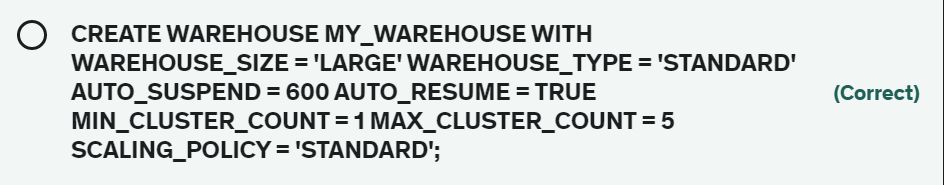 CREATE WAREHOUSE MY_WAREHOUSE WITH
WAREHOUSE_SIZE = 'LARGE' WAREHOUSE_TYPE = 'STANDARD'
AUTO_SUSPEND = 600 AUTO_RESUME = TRUE
(Correct)
MIN_CLUSTER_COUNT = 1 MAX_CLUSTER_COUNT = 5
SCALING_POLICY = 'STANDARD';